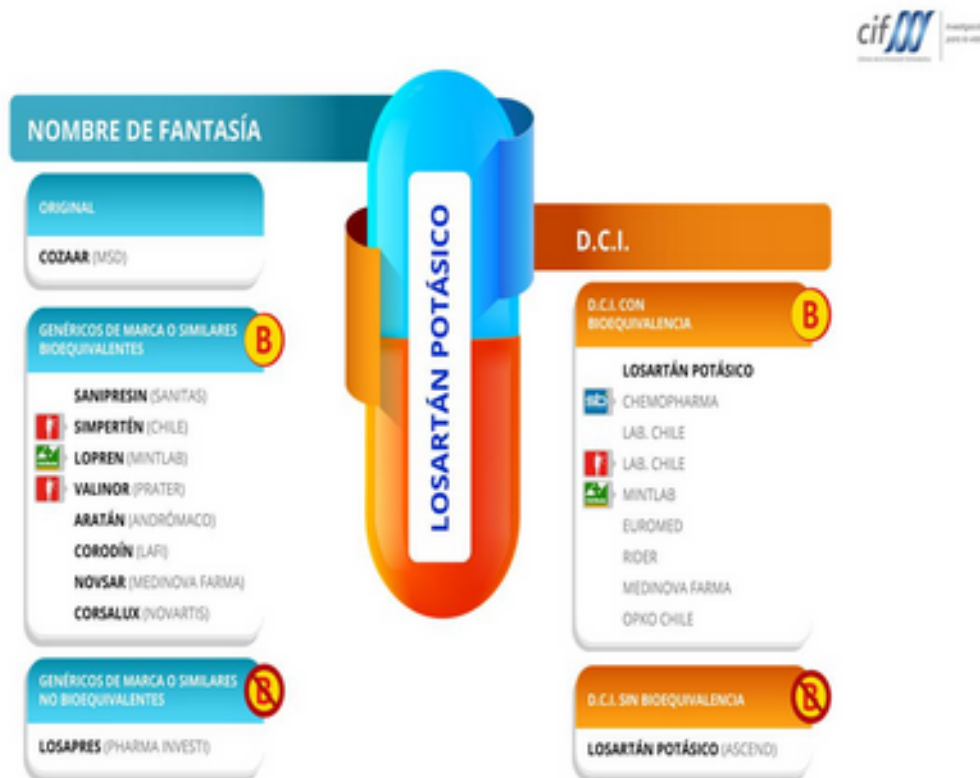 cif
NOMBRE DE FANTASÍA
ORIGINAL
COZAAR (MSD)
GENÉRICOS DE MARCA O SIMILARES
BIOEQUIVALENTES
B
SANIPRESIN (SANITAS)
SIMPERTÉN (CHILE)
LOPREN (MINTLAB)
VALINOR (PRATER)
ARATÁN (ANDRÓMACO)
CORODÍN (LAFI)
NOVSAR (MEDINOVA FARMA)
CORSALUX (NOVARTIS)
GENÉRICOS DE MARCA O SIMILARES
NO BIOEQUIVALENTES
B
LOSAPRES (PHARMA INVESTI)
LOSARTÁN POTÁSICO
D.C.I.
D.C.I. CON
BIOEQUIVALENCIA
B
LOSARTÁN POTÁSICO
CHEMOPHARMA
LAB. CHILE
LAB. CHILE
MINTLAB
EUROMED
RIDER
MEDINOVA FARMA
OPKO CHILE
D.C.I. SIN BIOEQUIVALENCIA
B
LOSARTÁN POTÁSICO (ASCEND)